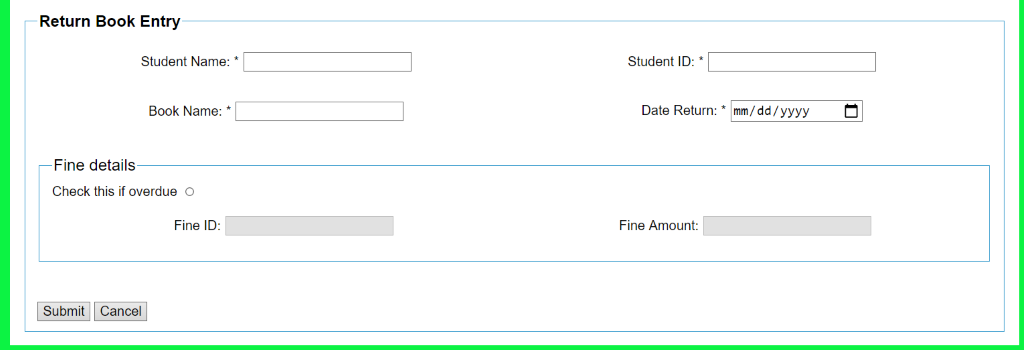 Return Book Entry
Student Name: * Student ID: *
Book Name: * Date Return: * mm/dd/yyyy
Fine details
Check this if overdue
Fine ID: Fine Amount:
Submit Cancel